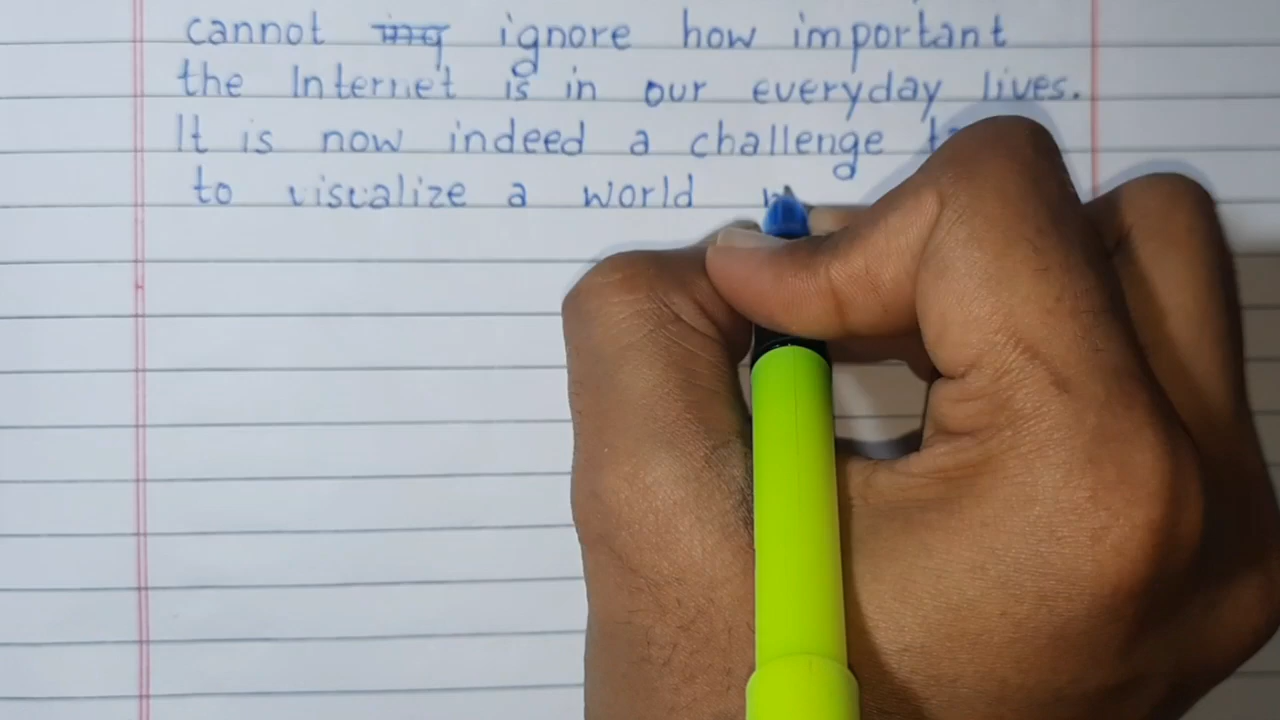 cannot ignore how important
the Internet is in our everyday lives.
It is now indeed a challenge
to visualize a world